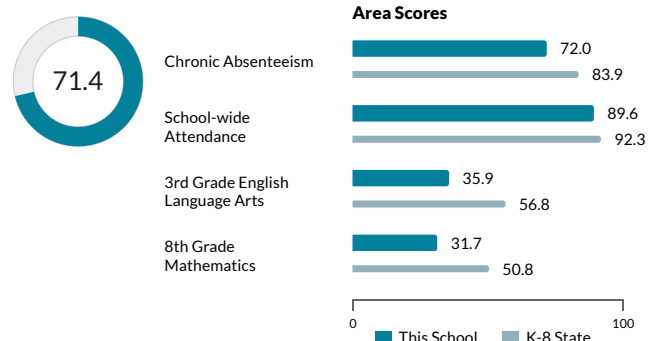 Area Scores
71.4
Chronic Absenteeism
72.0
83.9
School-wide
Attendance
89.6
92.3
3rd Grade English
Language Arts
35.9
56.8
8th Grade
Mathematics
31.7
50.8
0
100
This School
K-8 State